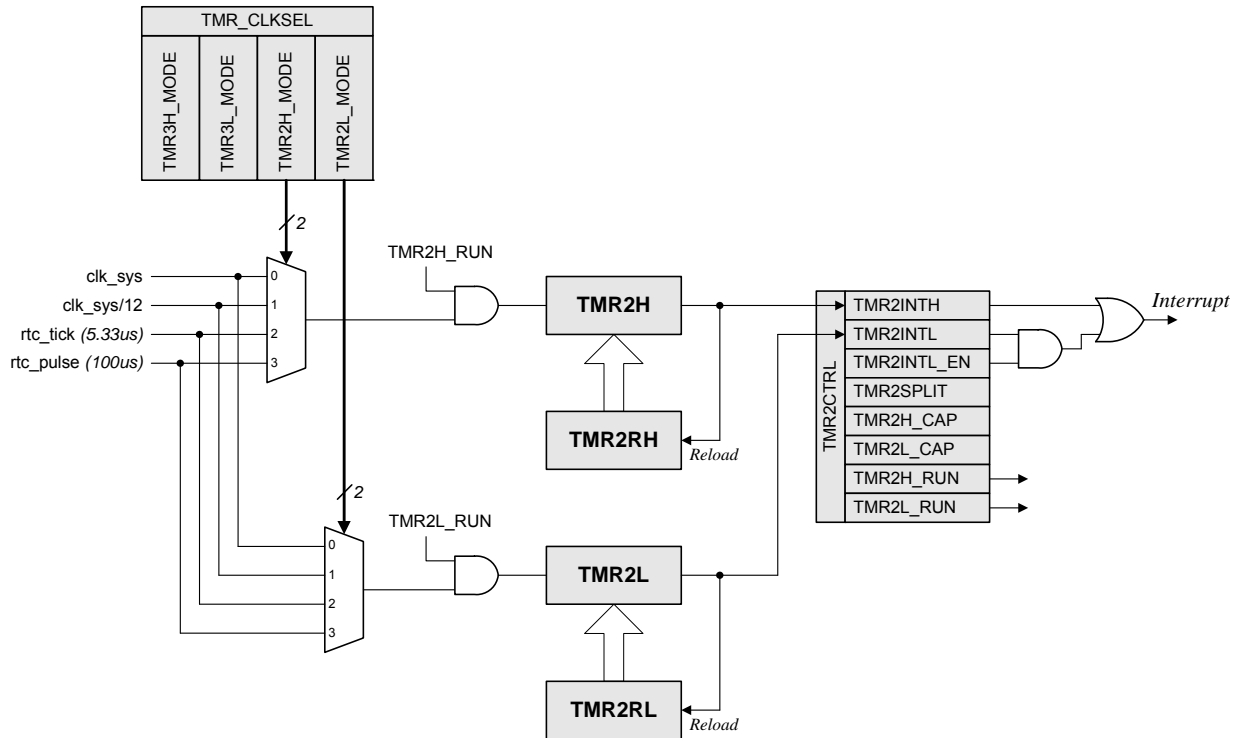 TMR_CLKSEL
TMR3H_MODE
TMR3L_MODE
TMR2H_MODE
TMR2L_MODE
2
clk_sys
clk_sys/12
rtc_tick (5.33us)
rtc_pulse (100us)
0
1
2
3
TMR2H_RUN
TMR2H
TMR2RH
Reload
2
0
1
2
3
TMR2L_RUN
TMR2L
TMR2RL
Reload
TMR2CTRL
TMR2INTH
TMR2INTL
TMR2INTL_EN
TMR2SPLIT
TMR2H_CAP
TMR2L_CAP
TMR2H_RUN
TMR2L_RUN
Interrupt